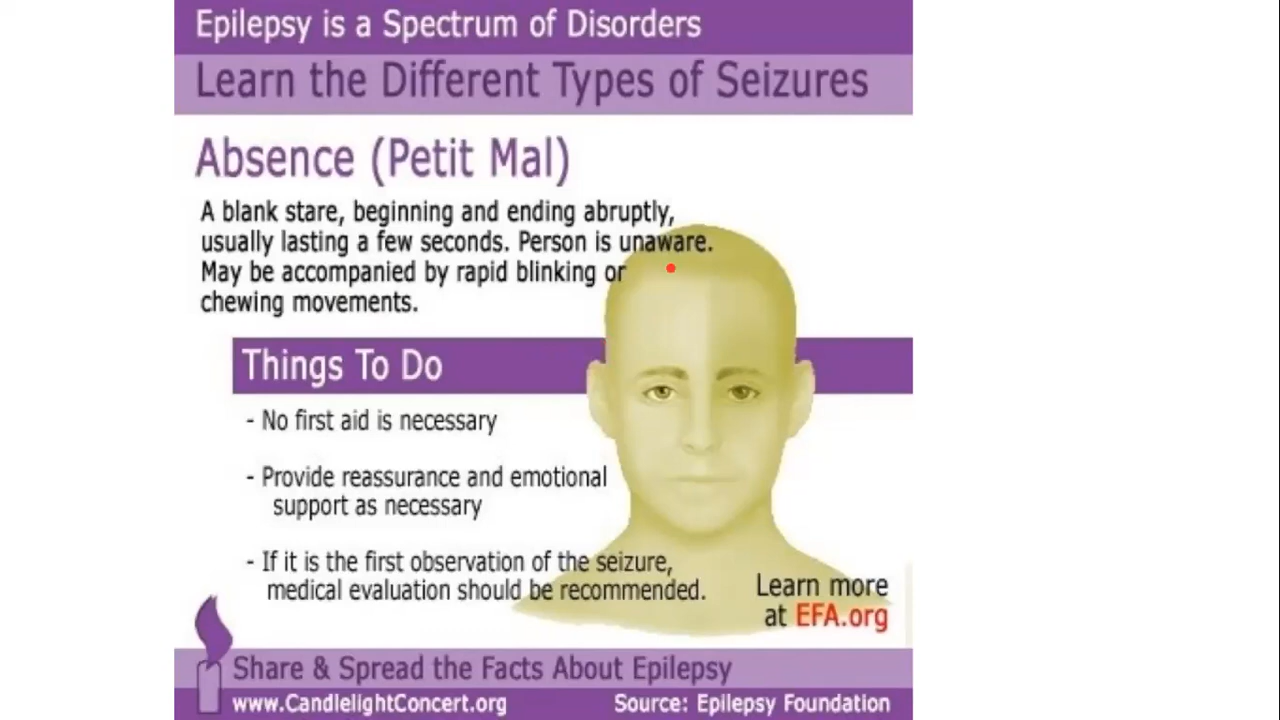 Epilepsy is a Spectrum of Disorders
Learn the Different Types of Seizures
Absence (Petit Mal)
A blank stare, beginning and ending abruptly,
usually lasting a few seconds. Person is unaware.
May be accompanied by rapid blinking or
chewing movements.
Things To Do
- No first aid is necessary
- Provide reassurance and emotional
support as necessary
- If it is the first observation of the seizure,
medical evaluation should be recommended.
Learn more
at EFA.org
Share & Spread the Facts About Epilepsy
www.CandlelightConcert.org
Source: Epilepsy Foundation